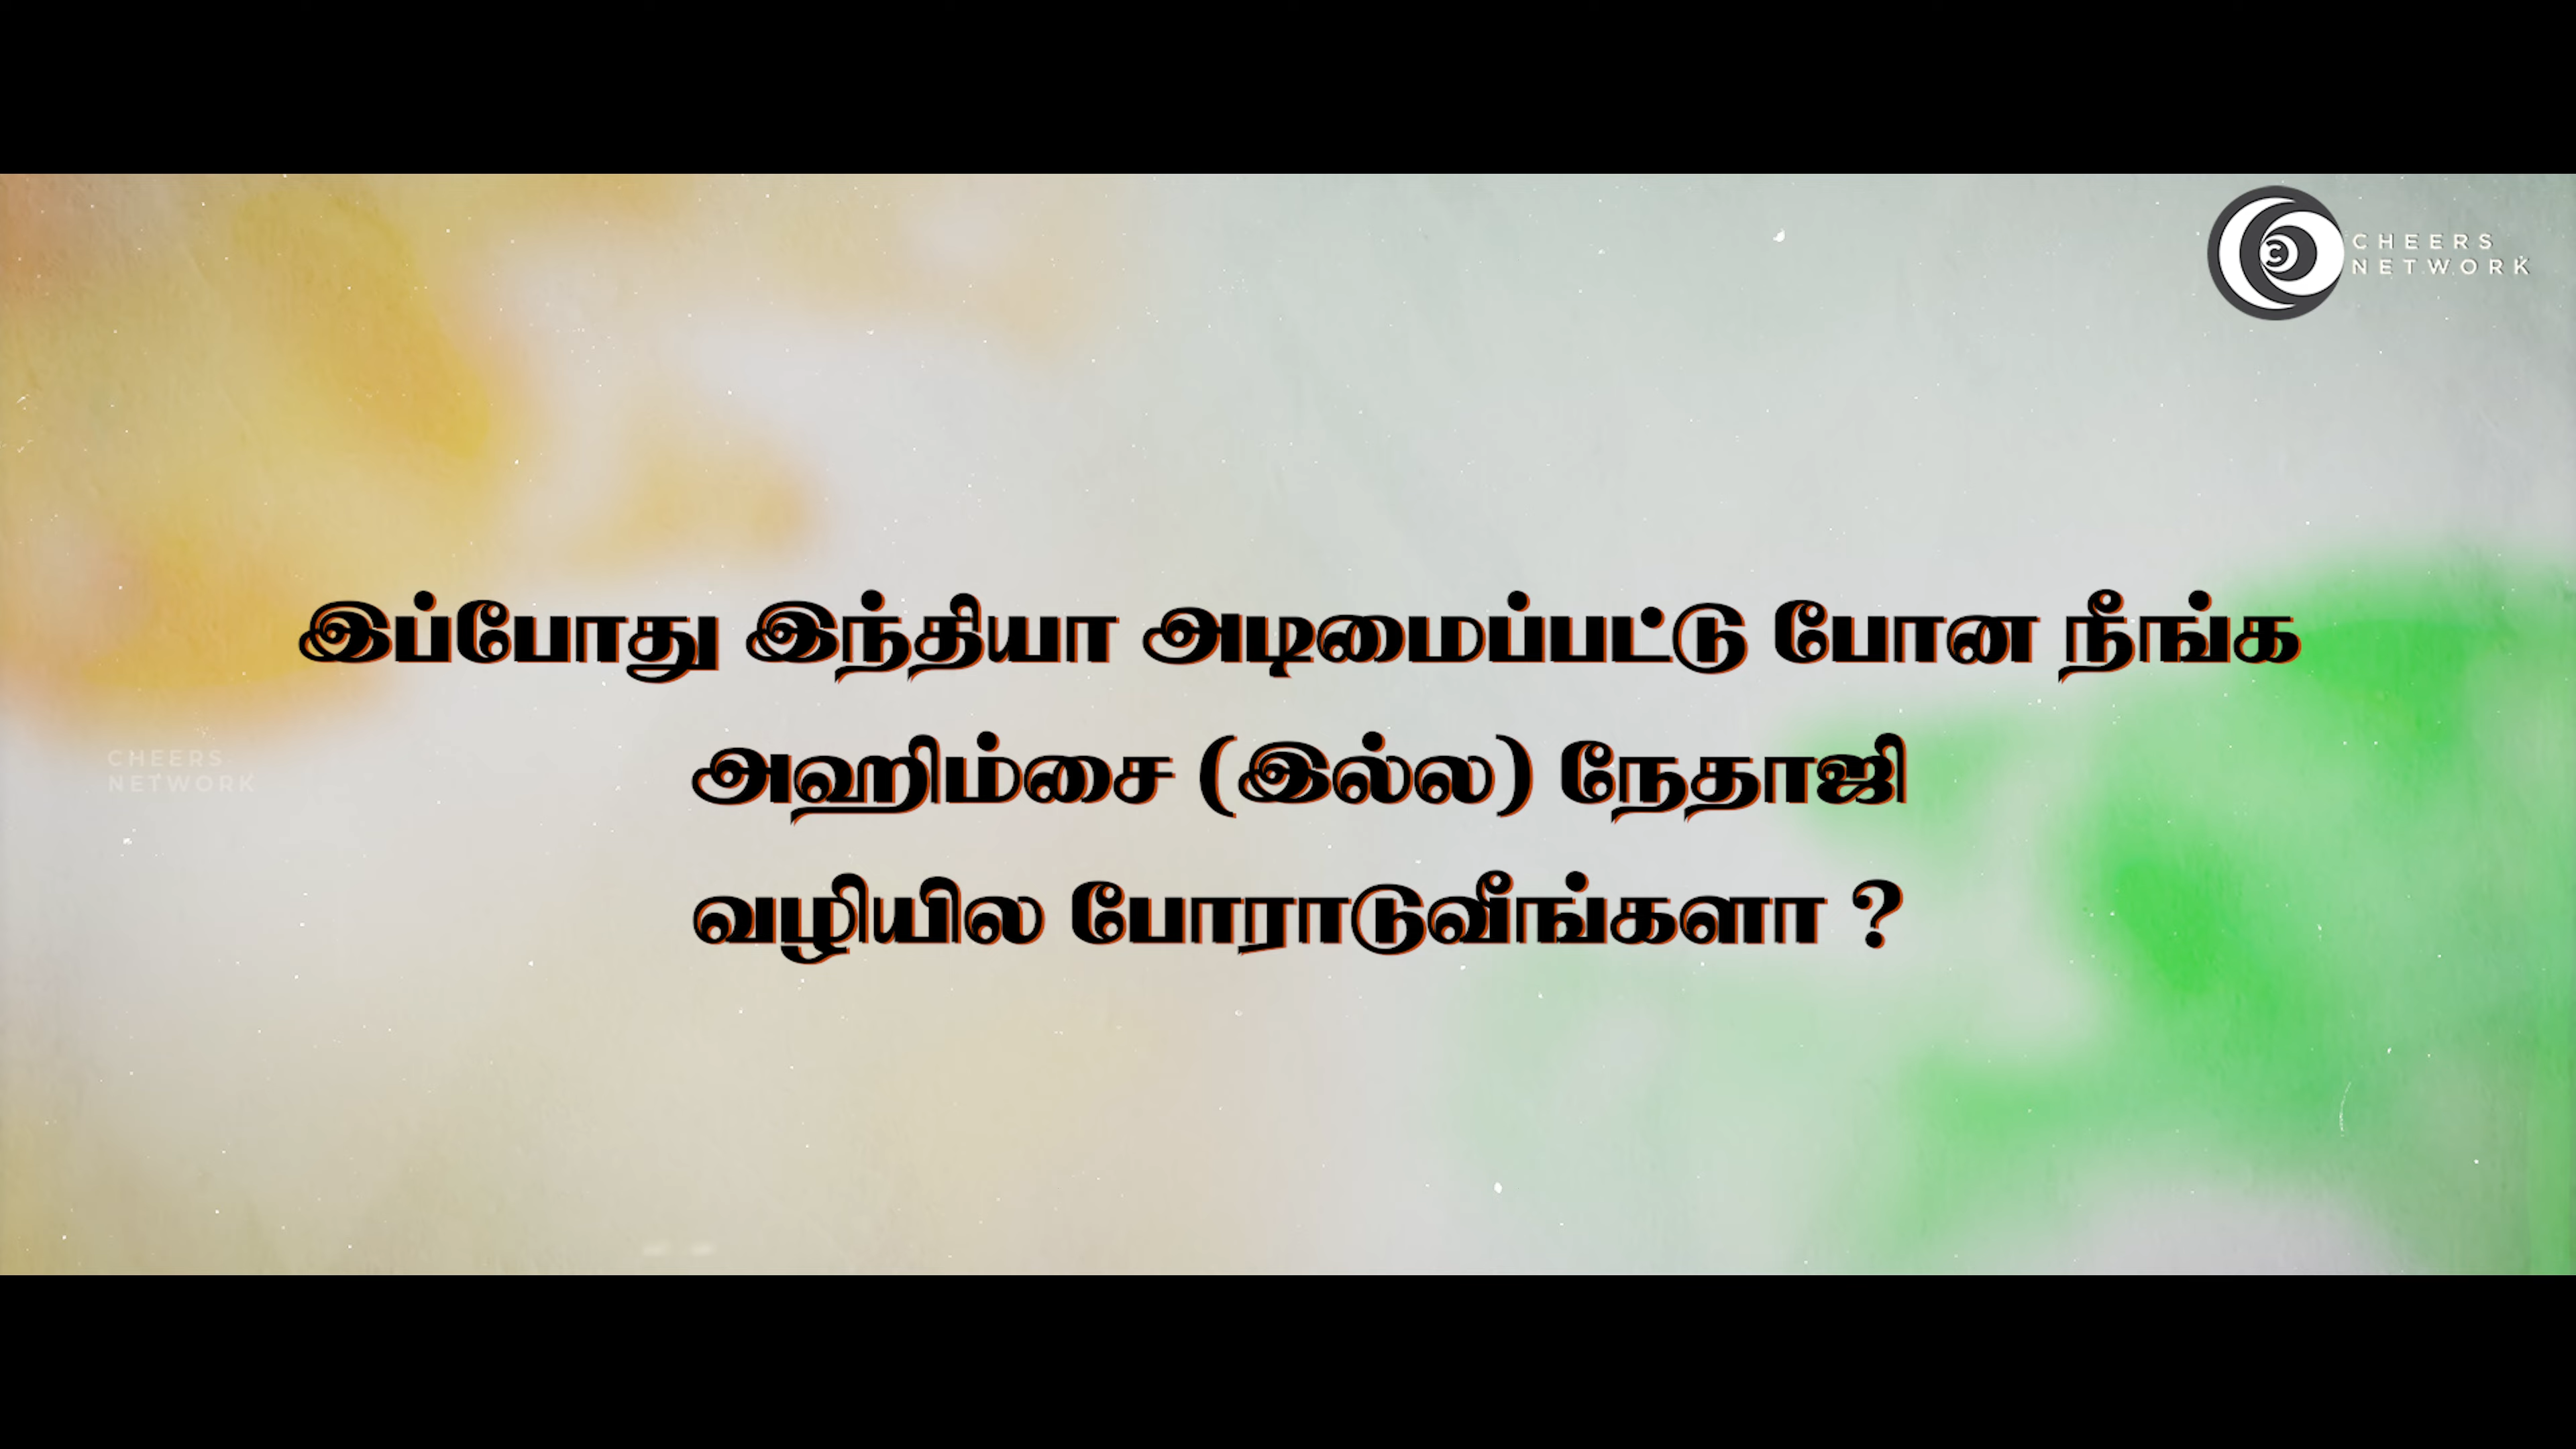 CHEERS
NETWORK
இப்போது இந்தியா அடிமைப்பட்டு போன நீங்க
அஹிம்சை (இல்ல) நேதாஜி
வழியில போராடுவீங்களா ?
CHEERS
NETWORK